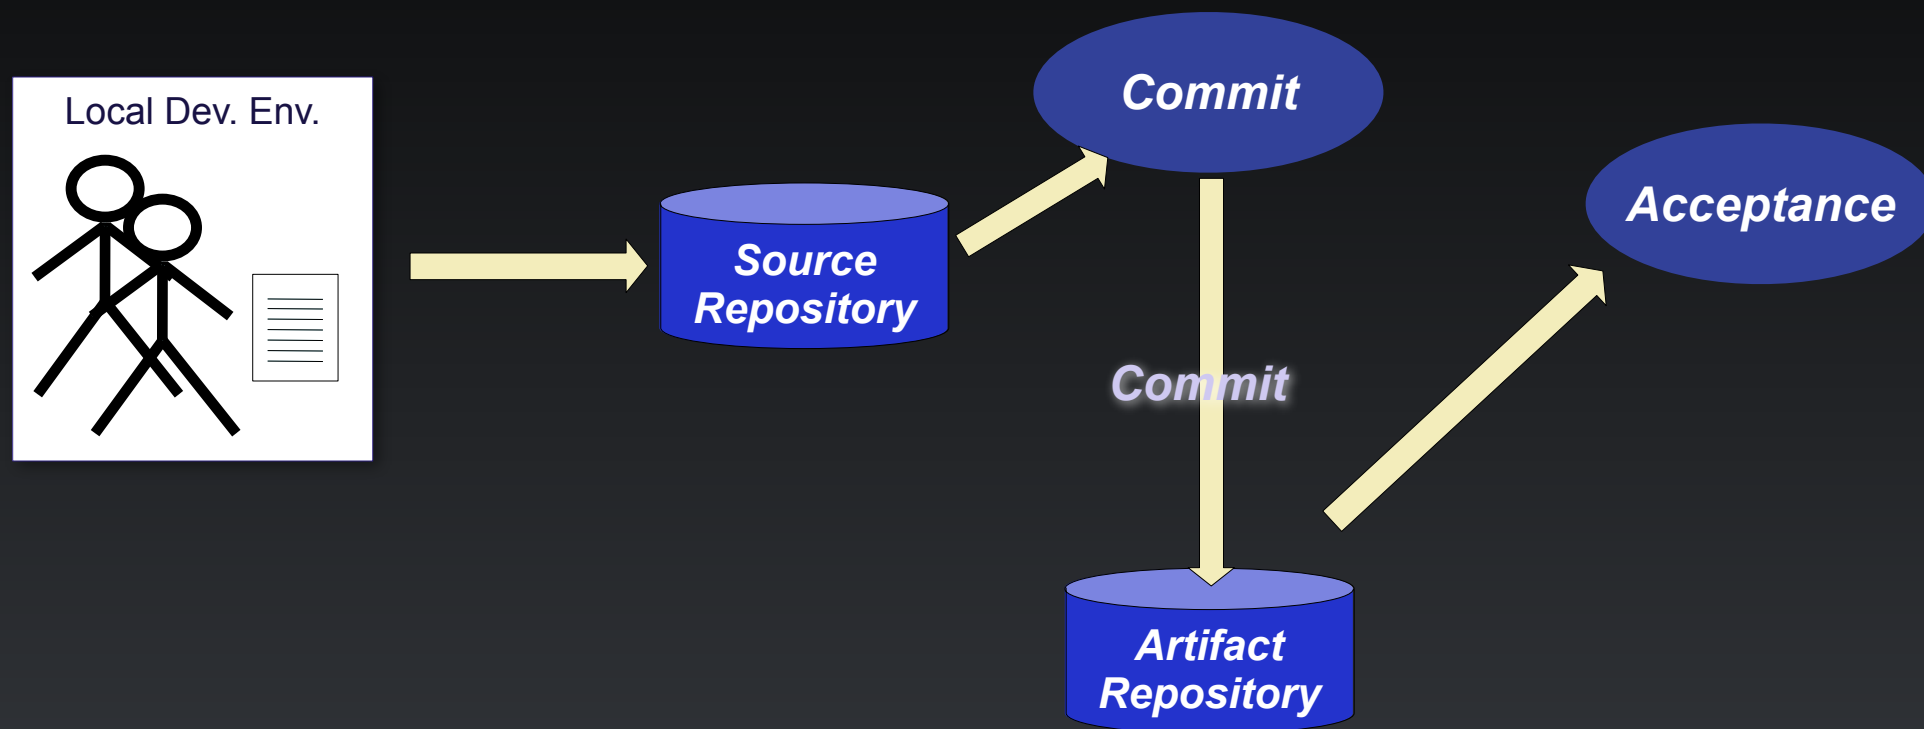 Local Dev. Env.
Source
Repository
Commit
Commit
Acceptance
Artifact
Repository